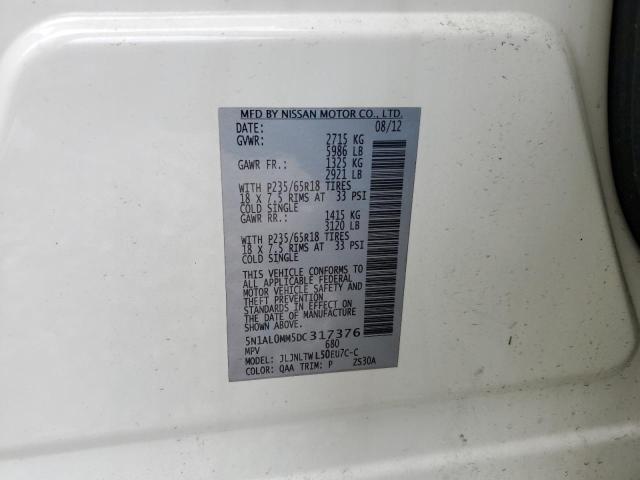 MFD BY NISSAN MOTOR CO., LTD.
DATE: 08/12
GVWR: 2715 KG
5986 LB
GAWR FR.: 1325 KG
2921 LB
WITH P235/65R18 TIRES
18 X 7.5 RIMS AT 33 PSI
COLD SINGLE
GAWR RR.: 1415 KG
3120 LB
WITH P235/65R18 TIRES
18 X 7.5 RIMS AT 33 PSI
COLD SINGLE
THIS VEHICLE CONFORMS TO
ALL APPLICABLE FEDERAL
MOTOR VEHICLE SAFETY AND
THEFT PREVENTION
STANDARDS IN EFFECT ON
THE DATE OF MANUFACTURE
SHOWN ABOVE.
5N1AL0MM5DC317376
MPV 680
MODEL: JLJNLTWL50EU7C-C
COLOR: QAA TRIM: P 2S30A